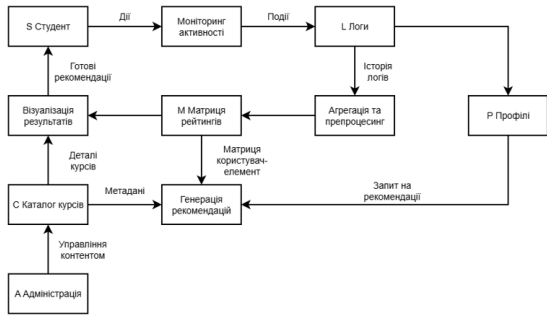 S Студент
Дії
Моніторинг
активності
Події
L Логи
Готові
рекомендації
Історія
логів
Візуалізація
результатів
М Матриця
рейтингів
Агрегація та
препроцесинг
Р Профілі
Деталі
курсів
Матриця
користувач-
елемент
Запит на
рекомендації
С Каталог курсів
Метадані
Генерація
рекомендацій
Управління
контентом
А Адміністрація